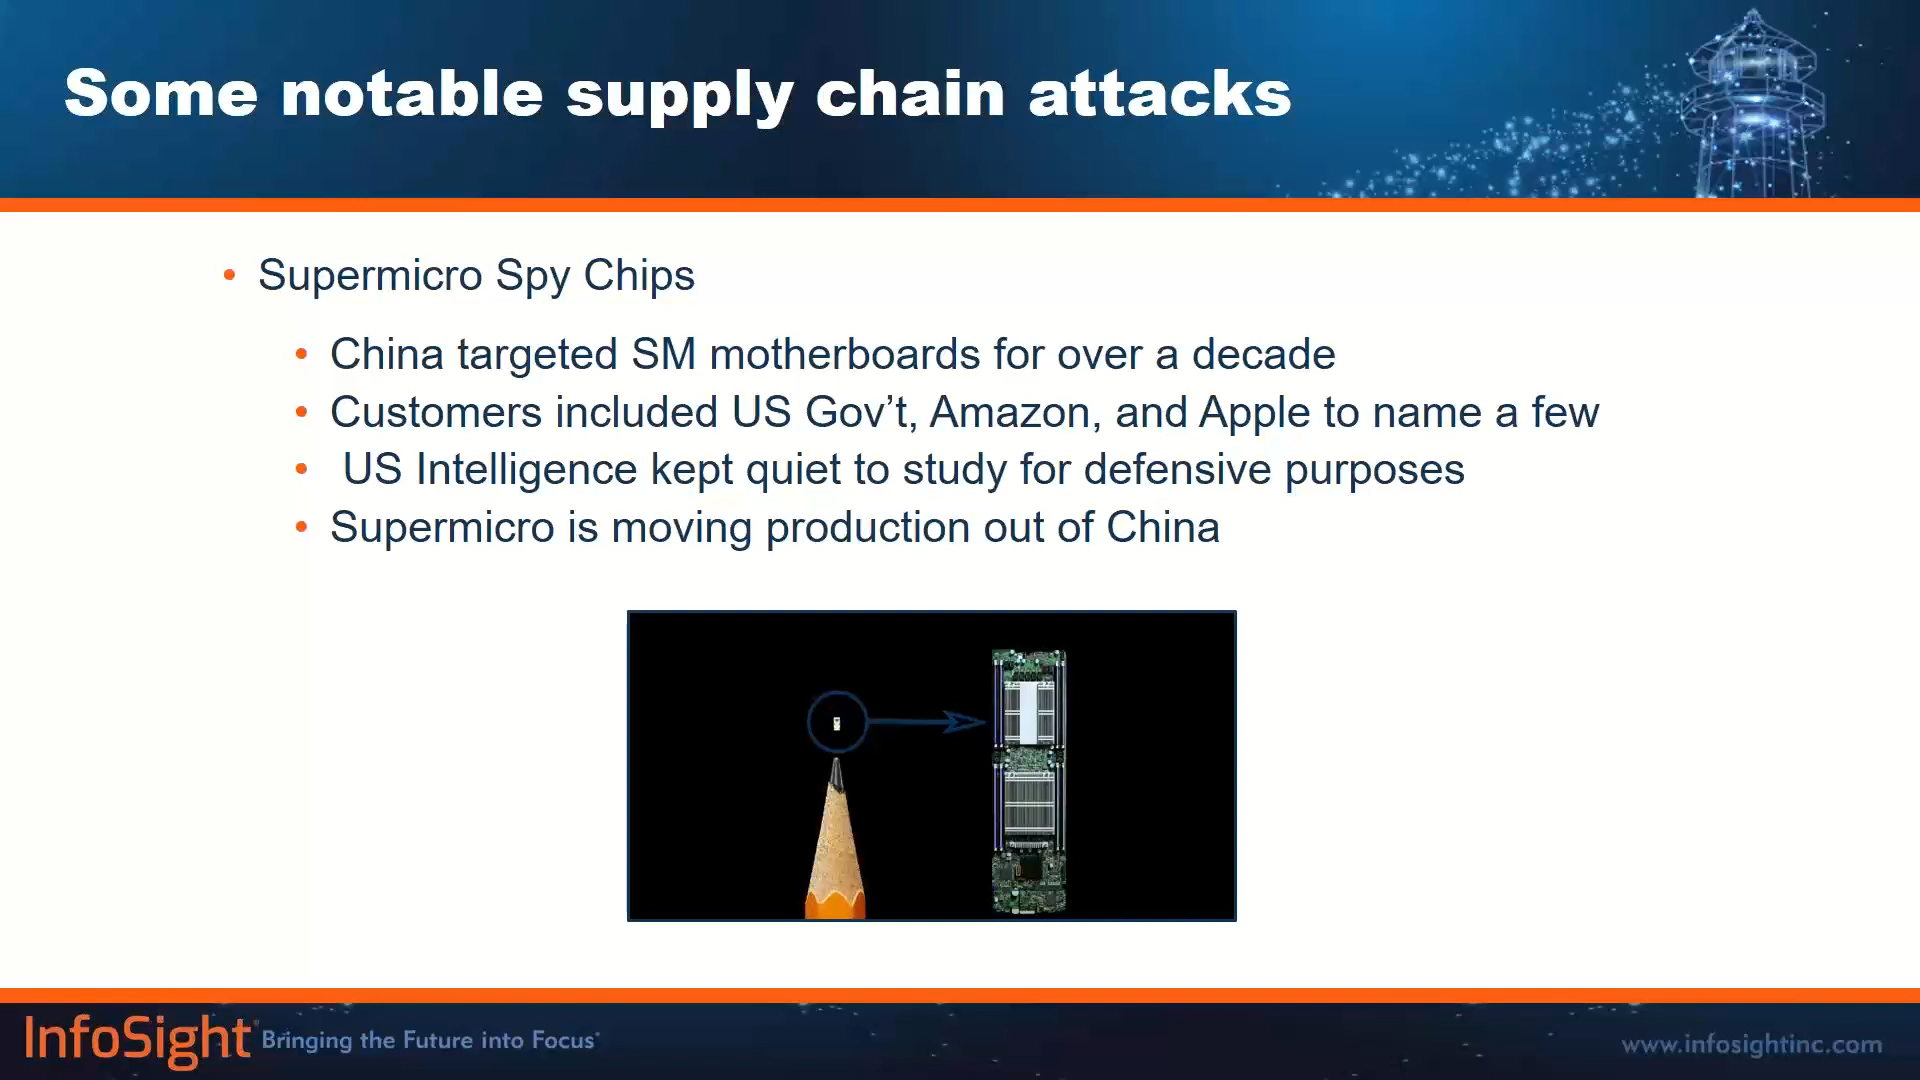 Some notable supply chain attacks
• Supermicro Spy Chips
• China targeted SM motherboards for over a decade
• Customers included US Gov’t, Amazon, and Apple to name a few
• US Intelligence kept quiet to study for defensive purposes
• Supermicro is moving production out of China
InfoSight® Bringing the Future into Focus®
www.infosightinc.com